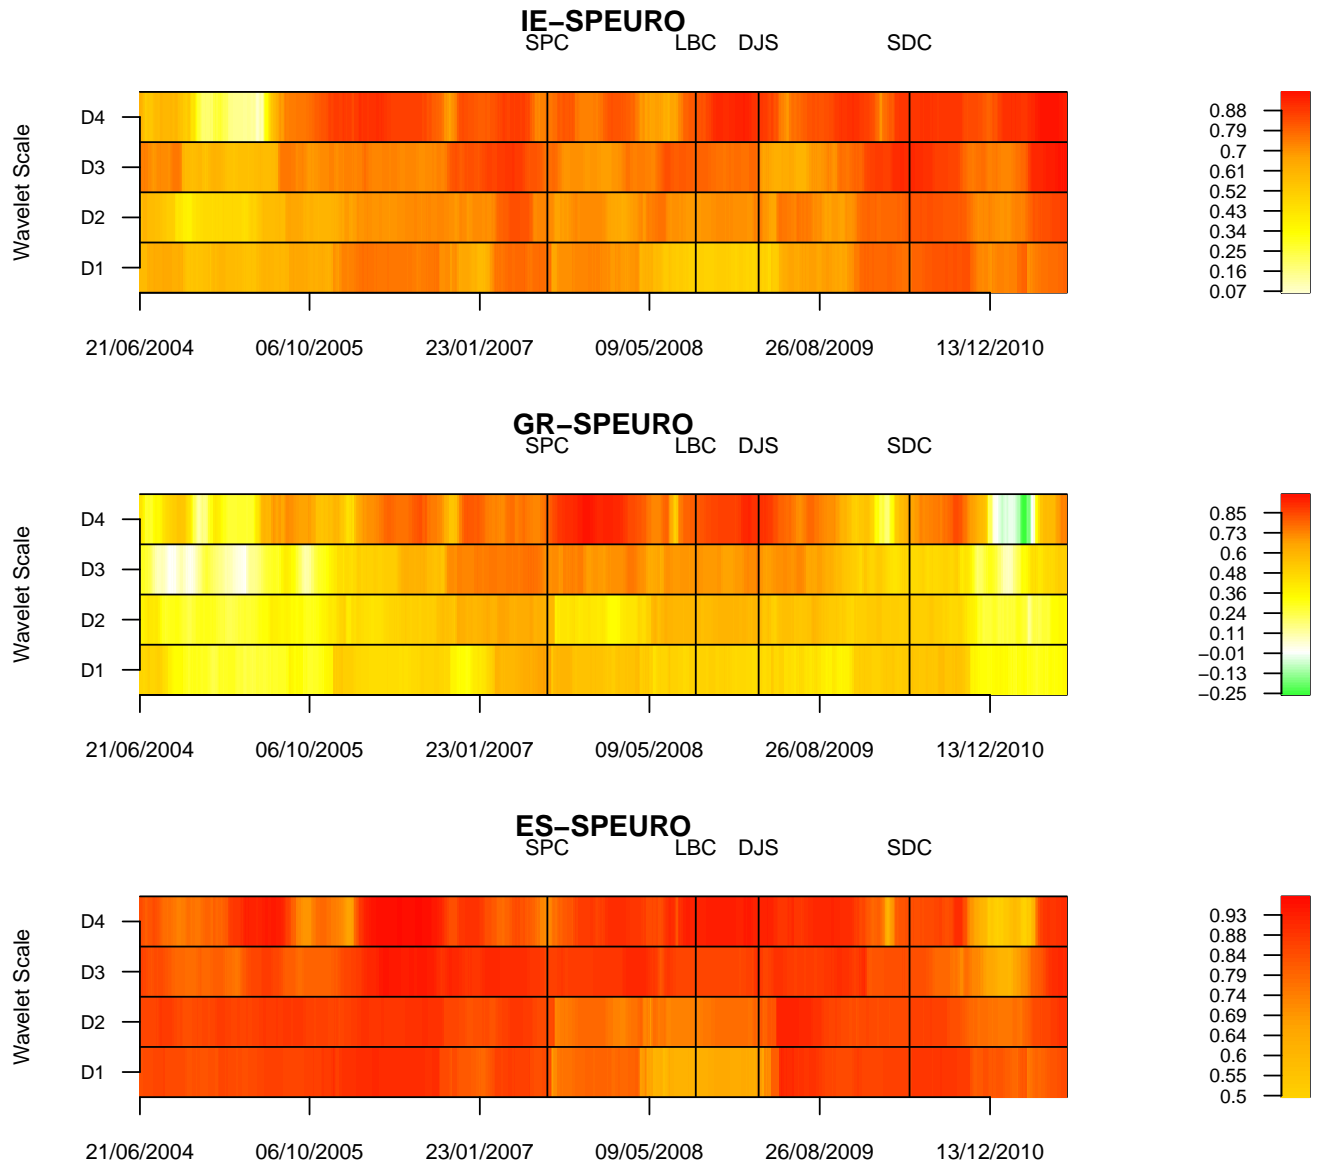 IE−SPEURO
SPC LBC DJS SDC
Wavelet Scale
D4
D3
D2
D1
21/06/2004 06/10/2005 23/01/2007 09/05/2008 26/08/2009 13/12/2010
0.88
0.79
0.7
0.61
0.52
0.43
0.34
0.25
0.16
0.07
GR−SPEURO
SPC LBC DJS SDC
Wavelet Scale
D4
D3
D2
D1
21/06/2004 06/10/2005 23/01/2007 09/05/2008 26/08/2009 13/12/2010
0.85
0.73
0.6
0.48
0.36
0.24
0.11
−0.01
−0.13
−0.25
ES−SPEURO
SPC LBC DJS SDC
Wavelet Scale
D4
D3
D2
D1
21/06/2004 06/10/2005 23/01/2007 09/05/2008 26/08/2009 13/12/2010
0.93
0.88
0.84
0.79
0.74
0.69
0.64
0.6
0.55
0.5